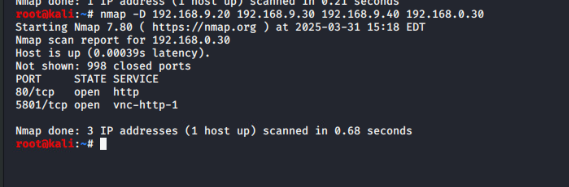 Nmap done: 1 IP address (1 host up) scanned in 0.21 seconds
root@kali:~# nmap -D 192.168.9.20 192.168.9.30 192.168.9.40 192.168.0.30
Starting Nmap 7.80 ( https://nmap.org ) at 2025-03-31 15:18 EDT
Nmap scan report for 192.168.0.30
Host is up (0.00039s latency).
Not shown: 998 closed ports
PORT     STATE SERVICE
80/tcp   open  http
5801/tcp open  vnc-http-1
Nmap done: 3 IP addresses (1 host up) scanned in 0.68 seconds
root@kali:~#